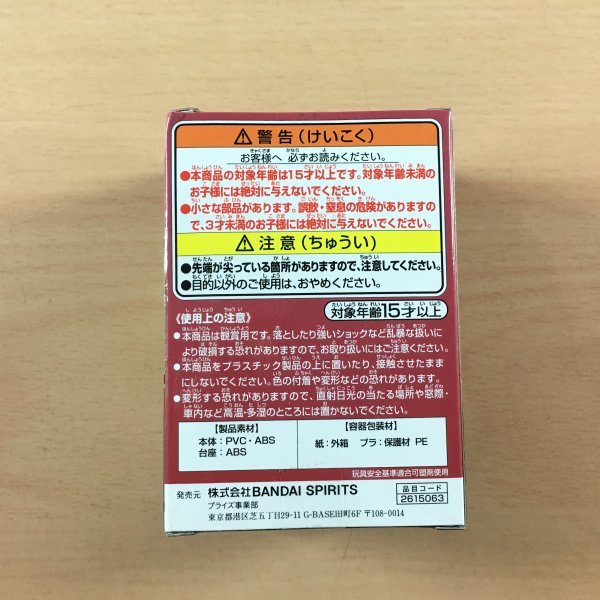 ⚠警告(けいこく)
お客様へ 必ずお読みください。
●本商品の対象年齢は15才以上です。対象年齢未満の
お子様には絶対に与えないでください。
●小さな部品があります。誤飲・窒息の危険がありますの
で、3才未満のお子様には絶対に与えないでください。
⚠注意(ちゅうい)
●先端が尖っている箇所がありますので、注意してください。
●目的以外のご使用は、おやめください。
対象年齢15才以上
《使用上の注意》
●本商品は観賞用です。落としたり強いショックなど乱暴な扱いに
より破損する恐れがありますので、お取り扱いにはご注意ください。
●本商品をプラスチック製品の上に置いたり、接触させたまま
にしないでください。色の付着や変形などの恐れがあります。
●変形する恐れがありますので、直射日光の当たる場所や窓際・
車内など高温・多湿のところには置かないでください。
【製品素材】
本体:PVC・ABS
台座:ABS
【容器包装材】
紙:外箱 プラ:保護材 PE
玩具安全基準適合可塑剤使用
発売元 株式会社BANDAI SPIRITS
プライズ事業部
東京都港区芝五丁目29-11 G-BASE田町6F 〒108-0014
品目コード
2615063